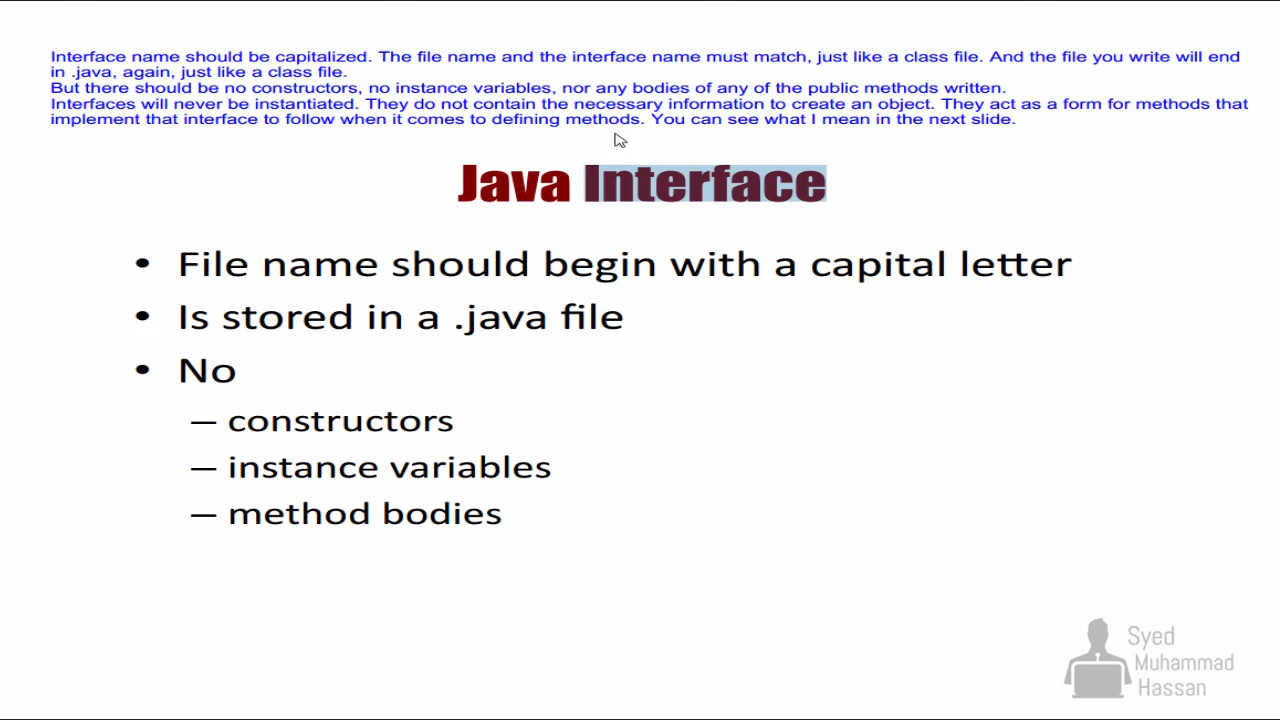 Interface name should be capitalized. The file name and the interface name must match, just like a class file. And the file you write will end
in .java, again, just like a class file.
But there should be no constructors, no instance variables, nor any bodies of any of the public methods written.
Interfaces will never be instantiated. They do not contain the necessary information to create an object. They act as a form for methods that
implement that interface to follow when it comes to defining methods. You can see what I mean in the next slide.
Java Interface
• File name should begin with a capital letter
• Is stored in a .java file
• No
– constructors
– instance variables
– method bodies
Syed
Muhammad
Hassan